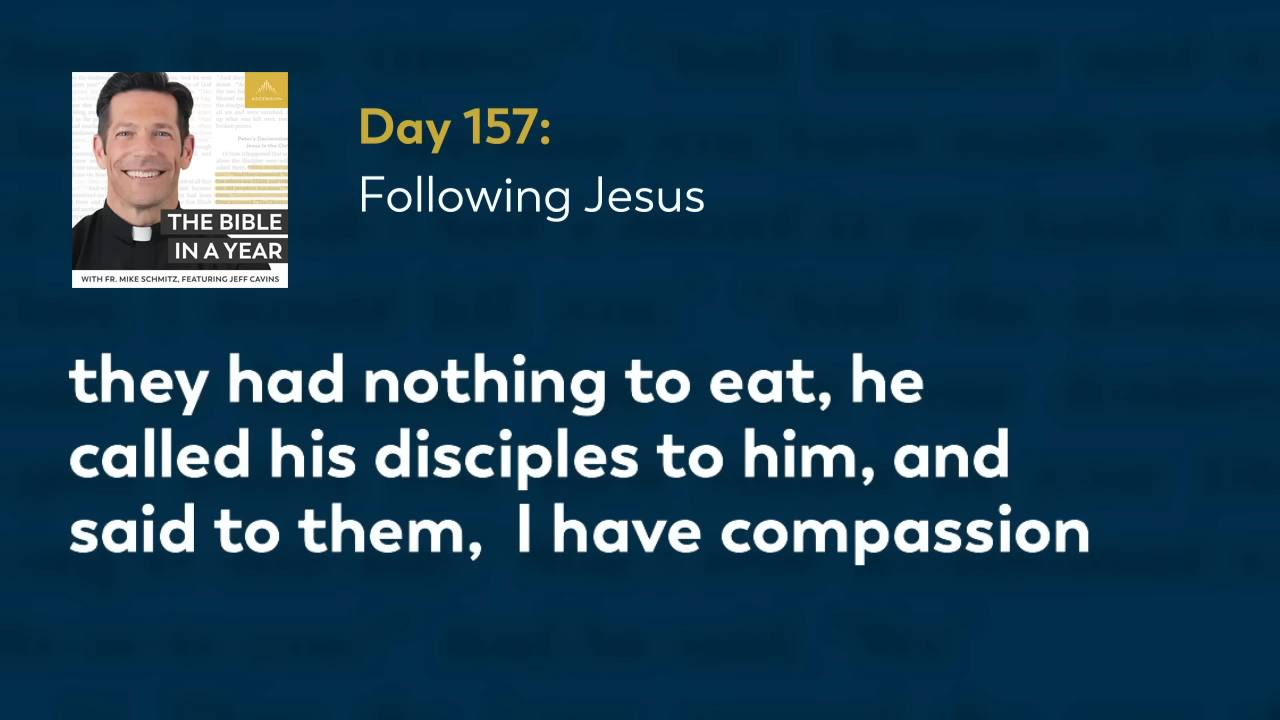 ASCENSION
THE BIBLE
IN A YEAR
WITH FR. MIKE SCHMITZ, FEATURING JEFF CAVINS
Day 157:
Following Jesus
they had nothing to eat, he
called his disciples to him, and
said to them,  I have compassion